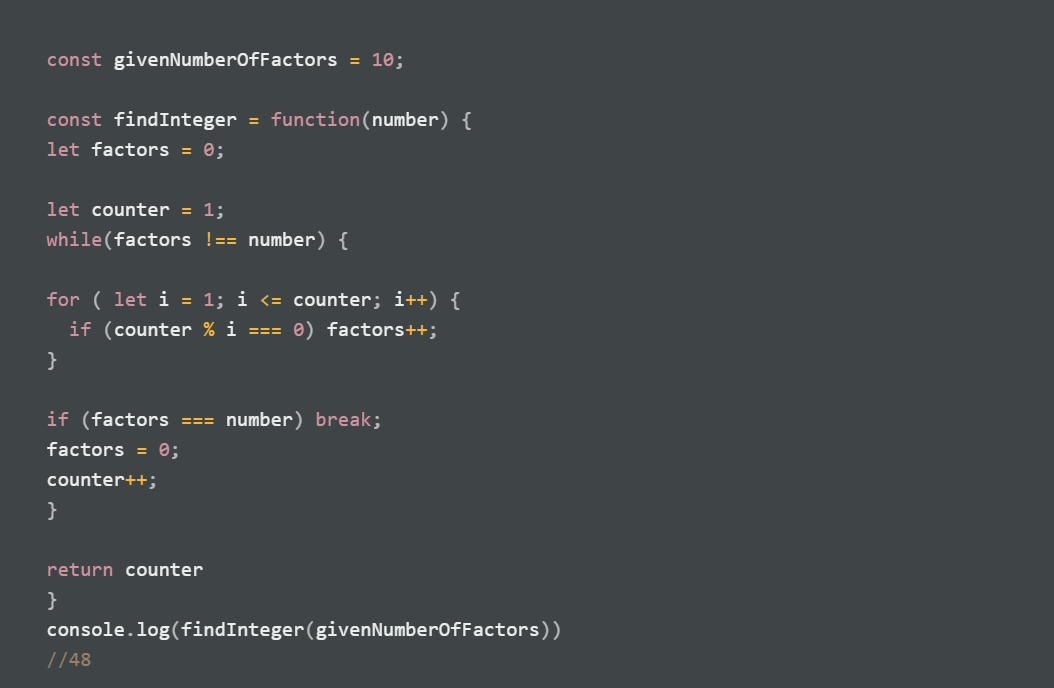 const givenNumberOfFactors = 10;
const findInteger = function(number) {
let factors = 0;
let counter = 1;
while(factors !== number) {
for ( let i = 1; i <= counter; i++) {
if (counter % i === 0) factors++;
}
if (factors === number) break;
factors = 0;
counter++;
}
return counter
}
console.log(findInteger(givenNumberOfFactors))
//48